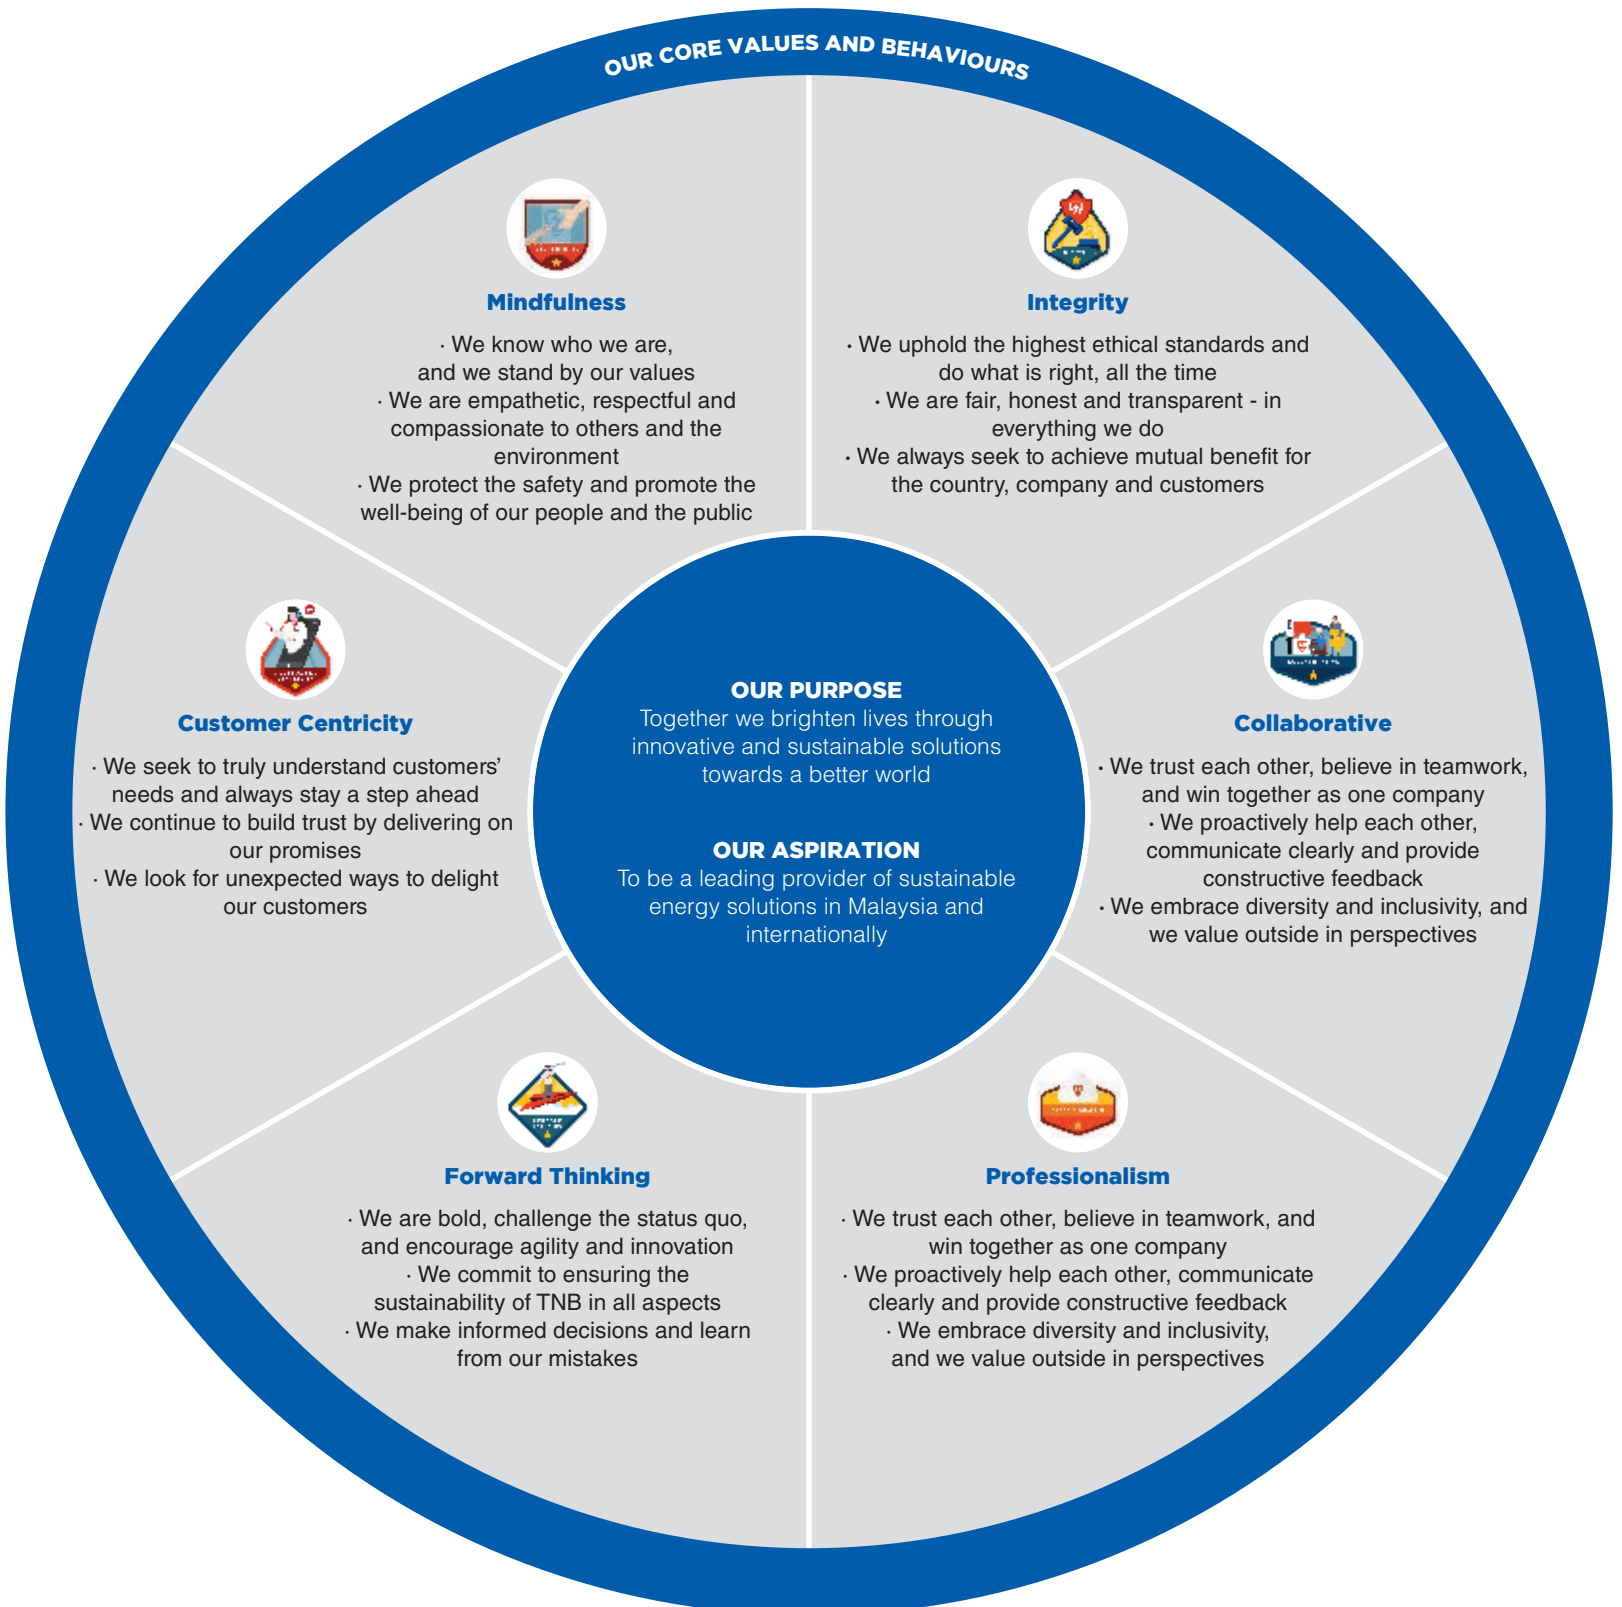 OUR CORE VALUES AND BEHAVIOURS
Mindfulness
· We know who we are,
and we stand by our values
· We are empathetic, respectful and
compassionate to others and the
environment
· We protect the safety and promote the
well-being of our people and the public
Integrity
· We uphold the highest ethical standards and
do what is right, all the time
· We are fair, honest and transparent - in
everything we do
· We always seek to achieve mutual benefit for
the country, company and customers
Customer Centricity
· We seek to truly understand customers’
needs and always stay a step ahead
· We continue to build trust by delivering on
our promises
· We look for unexpected ways to delight
our customers
OUR PURPOSE
Together we brighten lives through
innovative and sustainable solutions
towards a better world
OUR ASPIRATION
To be a leading provider of sustainable
energy solutions in Malaysia and
internationally
Collaborative
· We trust each other, believe in teamwork,
and win together as one company
· We proactively help each other,
communicate clearly and provide
constructive feedback
· We embrace diversity and inclusivity, and
we value outside in perspectives
Forward Thinking
· We are bold, challenge the status quo,
and encourage agility and innovation
· We commit to ensuring the
sustainability of TNB in all aspects
· We make informed decisions and learn
from our mistakes
Professionalism
· We trust each other, believe in teamwork, and
win together as one company
· We proactively help each other, communicate
clearly and provide constructive feedback
· We embrace diversity and inclusivity,
and we value outside in perspectives